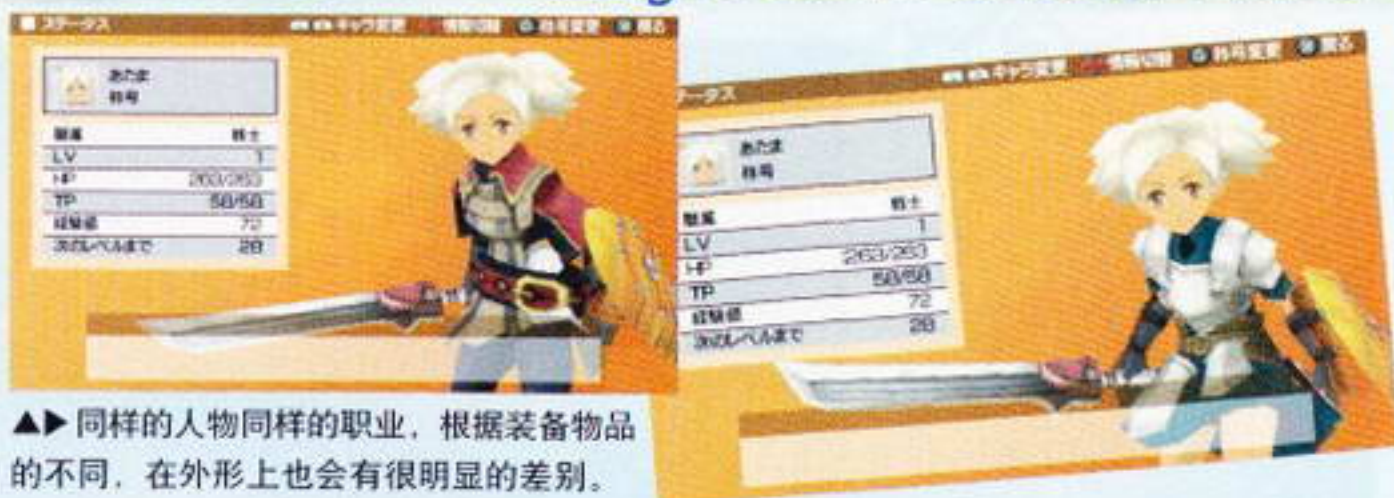 ステータス
キャラ変更 情報切替 称号変更 戻る
あたま
称号
職業 戦士
LV 1
HP 263/263
TP 58/58
経験値 72
次のレベルまで 28
キャラ変更 情報切替 称号変更 戻る
ータス
あたま
称号
職業 戦士
LV 1
HP 263/263
TP 58/58
経験値 72
次のレベルまで 28
▲▶同样的人物同样的职业，根据装备物品
的不同，在外形上也会有很明显的差别。